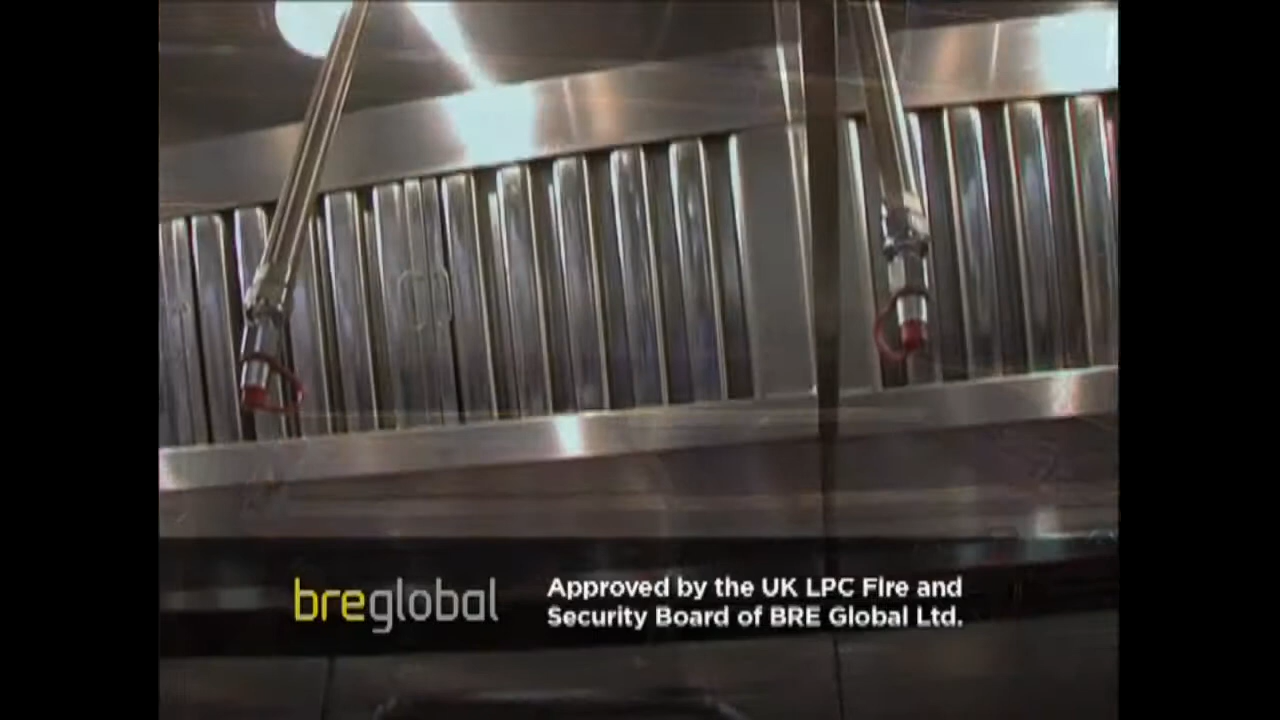 breglobal
Approved by the UK LPC Fire and
Security Board of BRE Global Ltd.